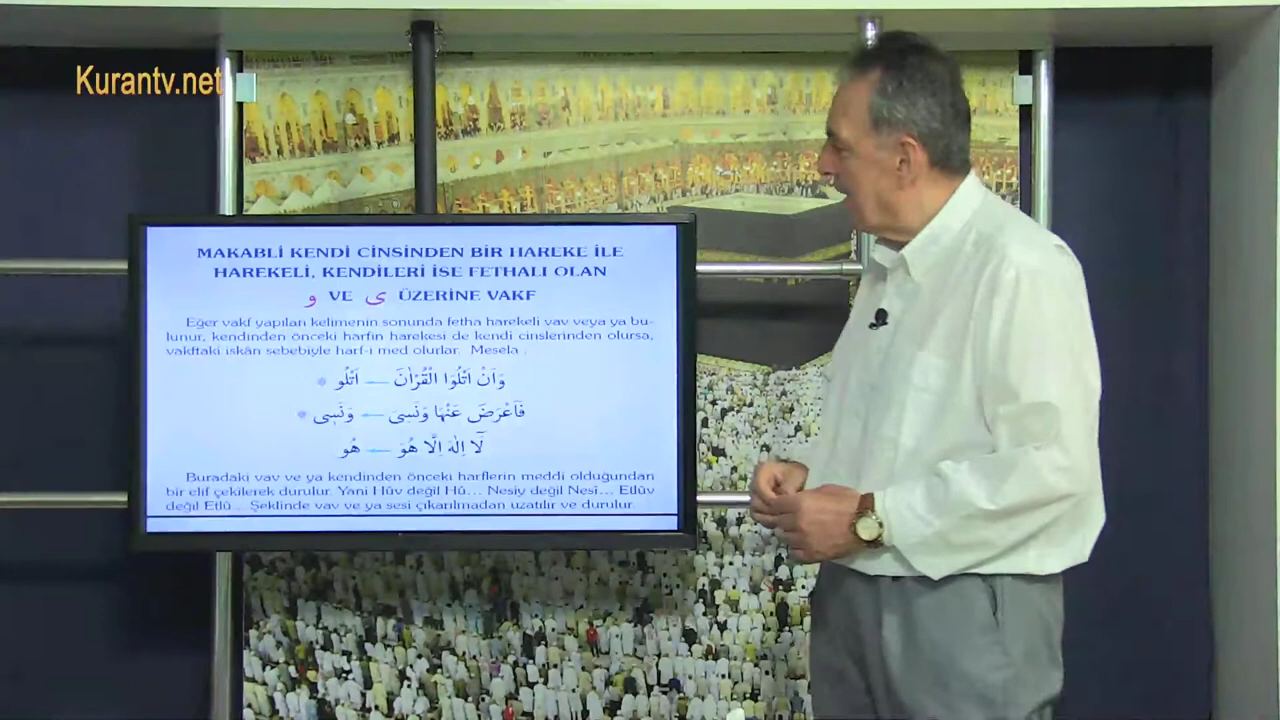 Kurantv.net
MAKABLİ KENDİ CİNSİNDEN BİR HAREKE İLE
HAREKELİ, KENDİLERİ İSE FETHALI OLAN
و VE ى ÜZERİNE VAKF
Eğer vakf yapılan kelimenin sonunda fetha harekeli vav veya ya bu-
lunur, kendinden önceki harfin harekesi de kendi cinslerinden olursa,
vakftaki iskân sebebiyle harf-i med olurlar. Mesela :
وَاَنْ اَتْلُوَا الْقُرْاٰنَ — اَتْلُو *
فَاَعْرَضَ عَنْهَا وَنَسِىَ — وَنَسِى *
لَٓا اِلٰهَ اِلَّا هُوَ — هُو
Buradaki vav ve ya kendinden önceki harflerin meddi olduğundan
bir elif çekilerek durulur. Yani Hüv değil Hû... Nesiy değil Nesî... Etlüv
değil Etlû... Şeklinde vav ve ya sesi çıkarılmadan uzatılır ve durulur.